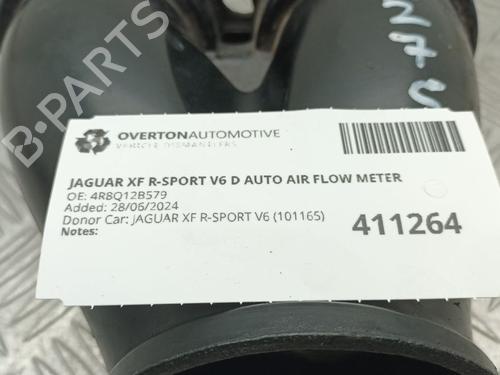 B-PARTS
OVERTONAUTOMOTIVE
VEHICLE DISMANTLERS
JAGUAR XF R-SPORT V6 D AUTO AIR FLOW METER
OE: 4R8Q12B579
Added: 28/06/2024
Donor Car: JAGUAR XF R-SPORT V6 (101165)
Notes:
411264